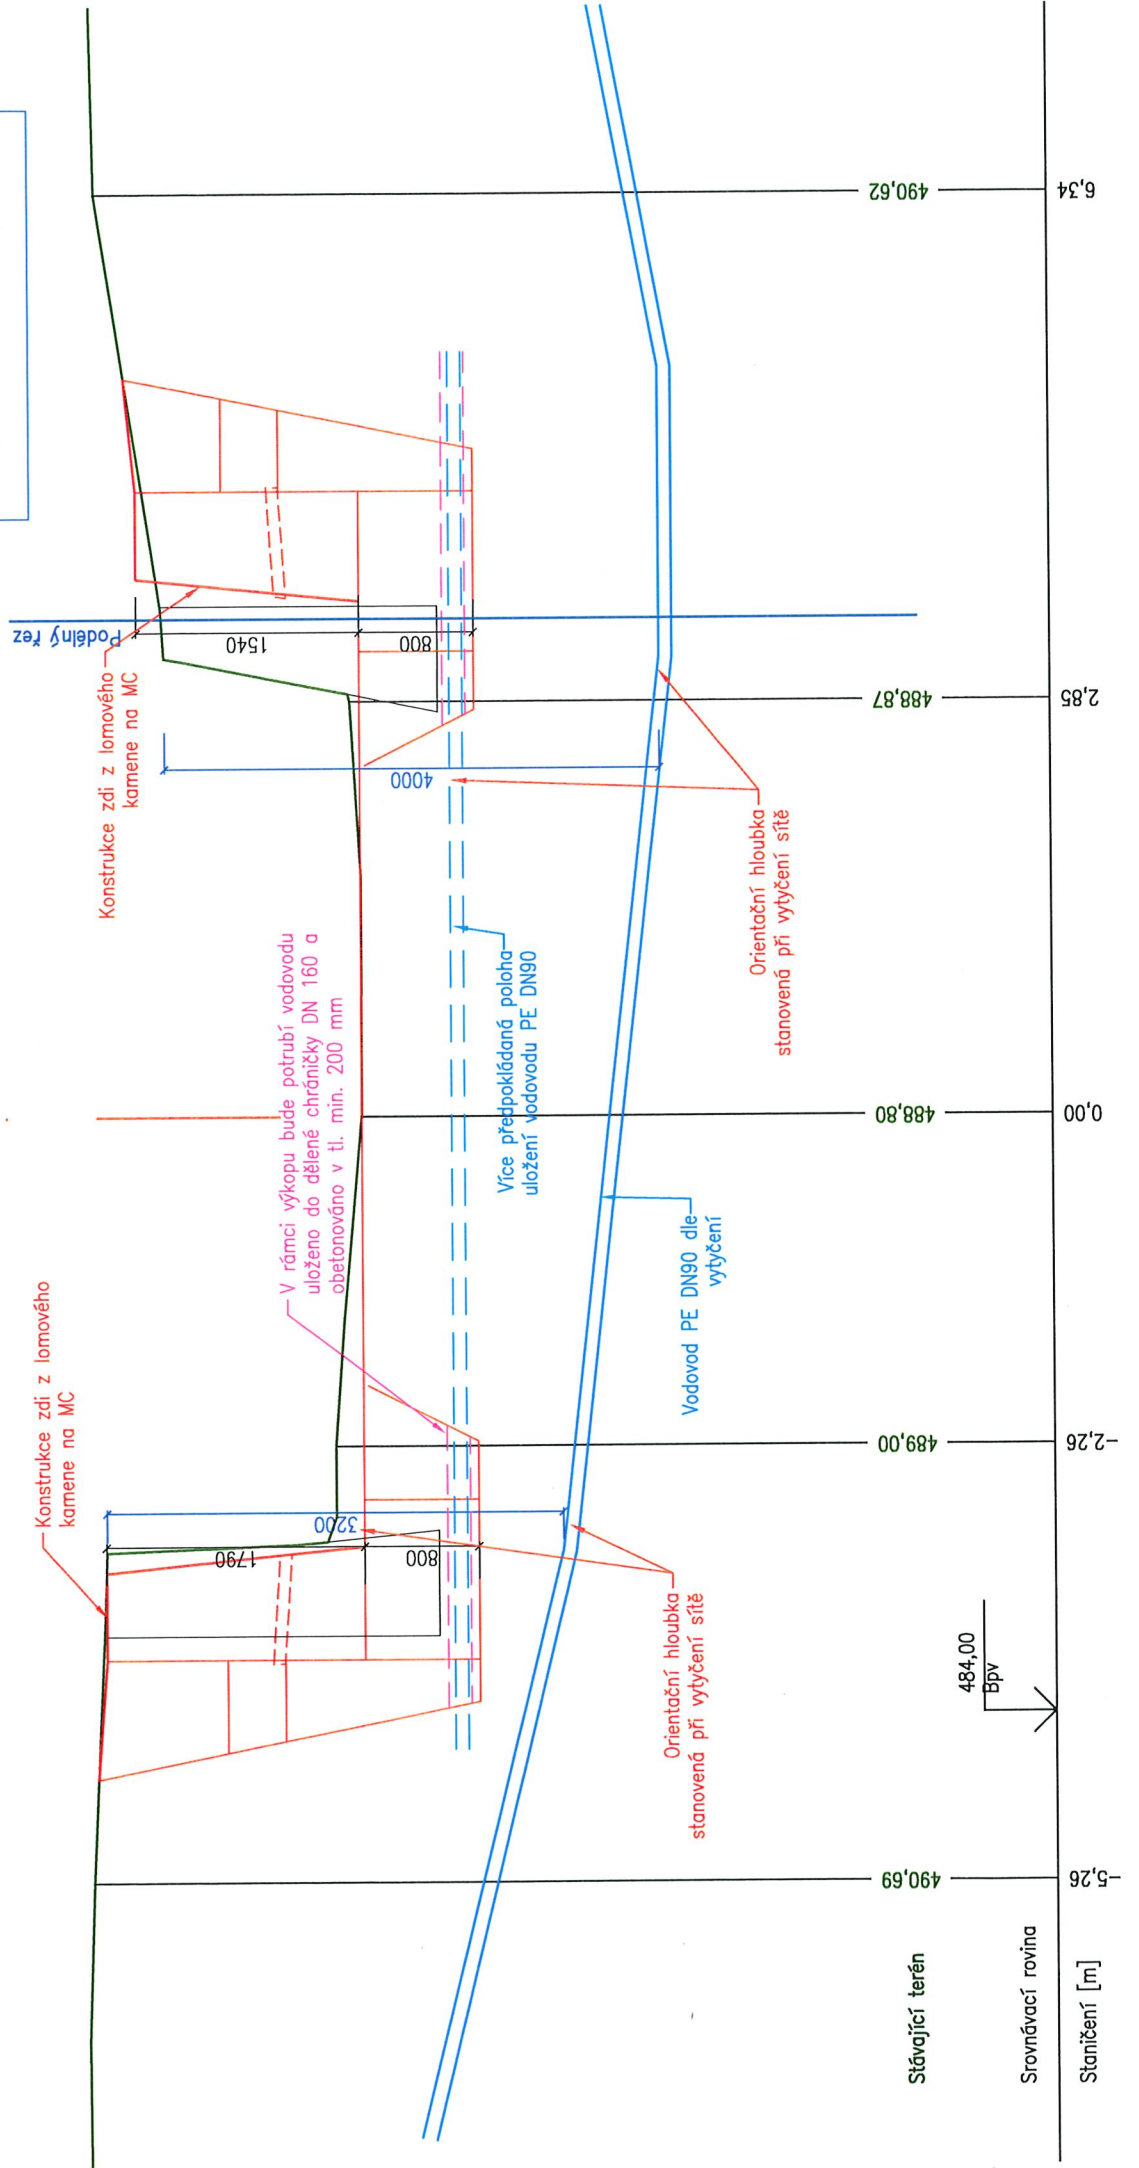 Konstrukce zdi z lomového
kamene na MC
V rámci výkopu bude potrubí vodovodu
uloženo do dělené chráničky DN 160 a
obetonováno v tl. min. 200 mm
Konstrukce zdi z lomového
kamene na MC
Podélný řez
1790
800
3200
1540
800
4000
Více předpokládaná poloha
uložení vodovodu PE DN90
Vodovod PE DN90 dle
vytyčení
Orientační hloubka
stanovená při vytyčení sítě
Orientační hloubka
stanovená při vytyčení sítě
484,00
Bpv
Stávající terén
490,69
489,00
488,80
488,87
490,62
Srovnávací rovina
Staničení [m]
-5,26
-2,26
0,00
2,85
6,34